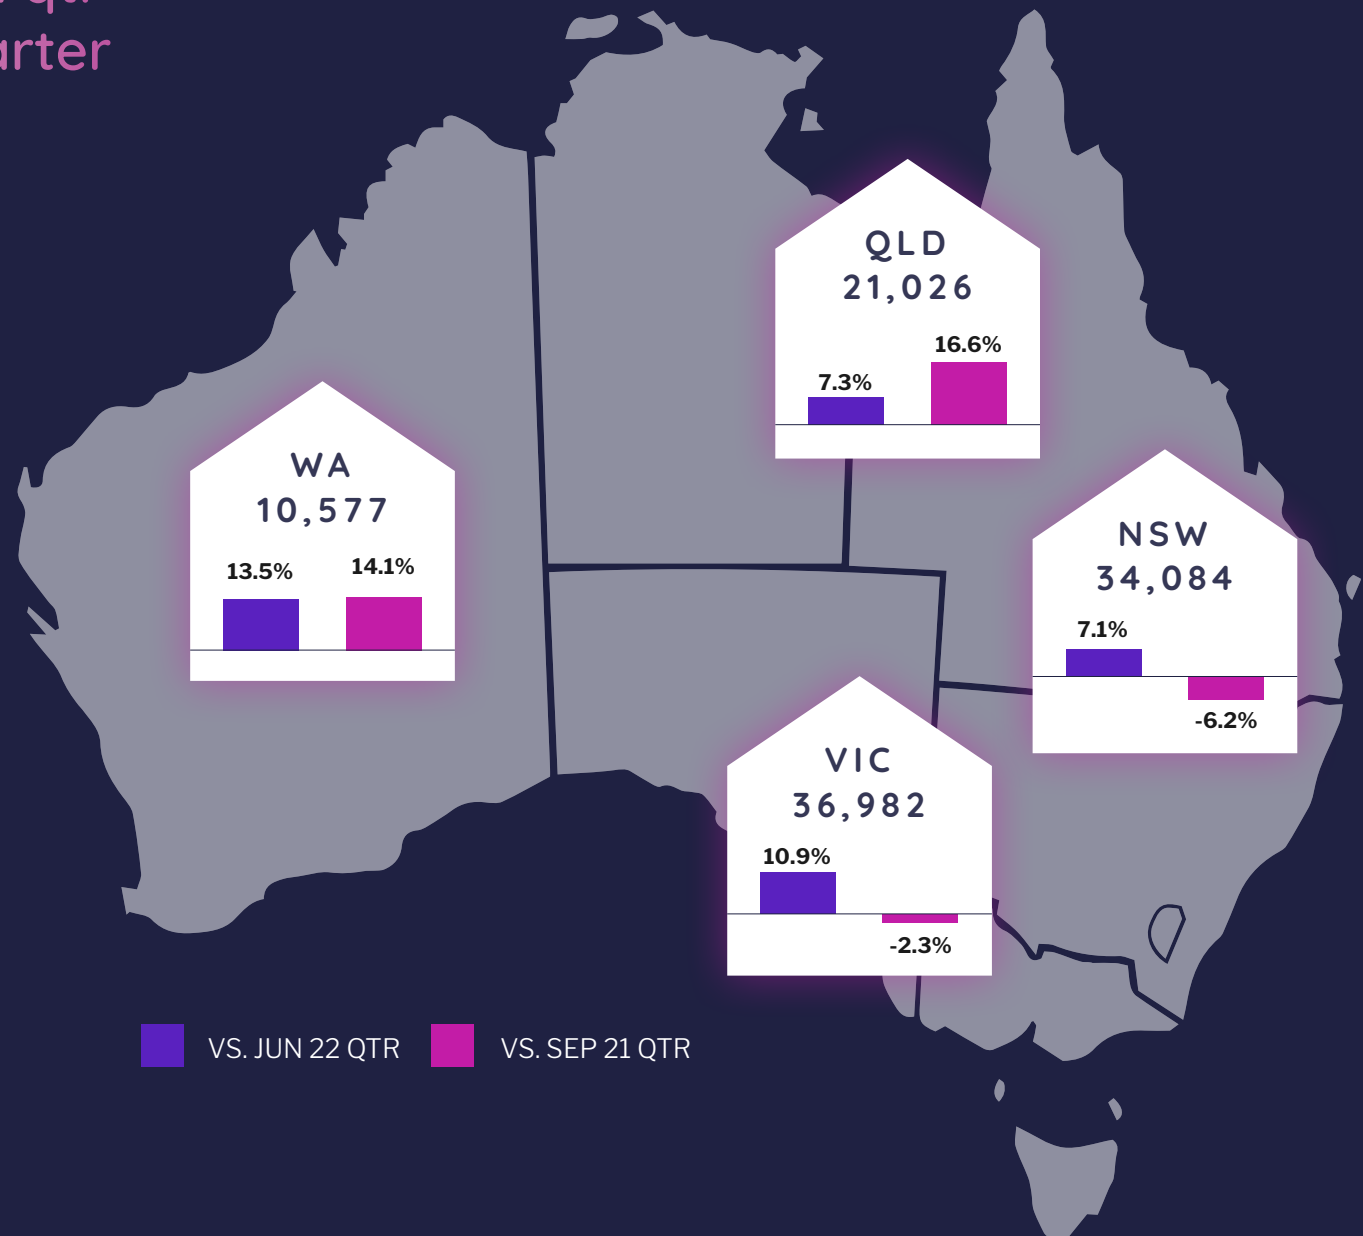 QLD
21,026
7.3%
16.6%
WA
10,577
13.5%
14.1%
NSW
34,084
7.1%
-6.2%
VIC
36,982
10.9%
-2.3%
VS. JUN 22 QTR
VS. SEP 21 QTR